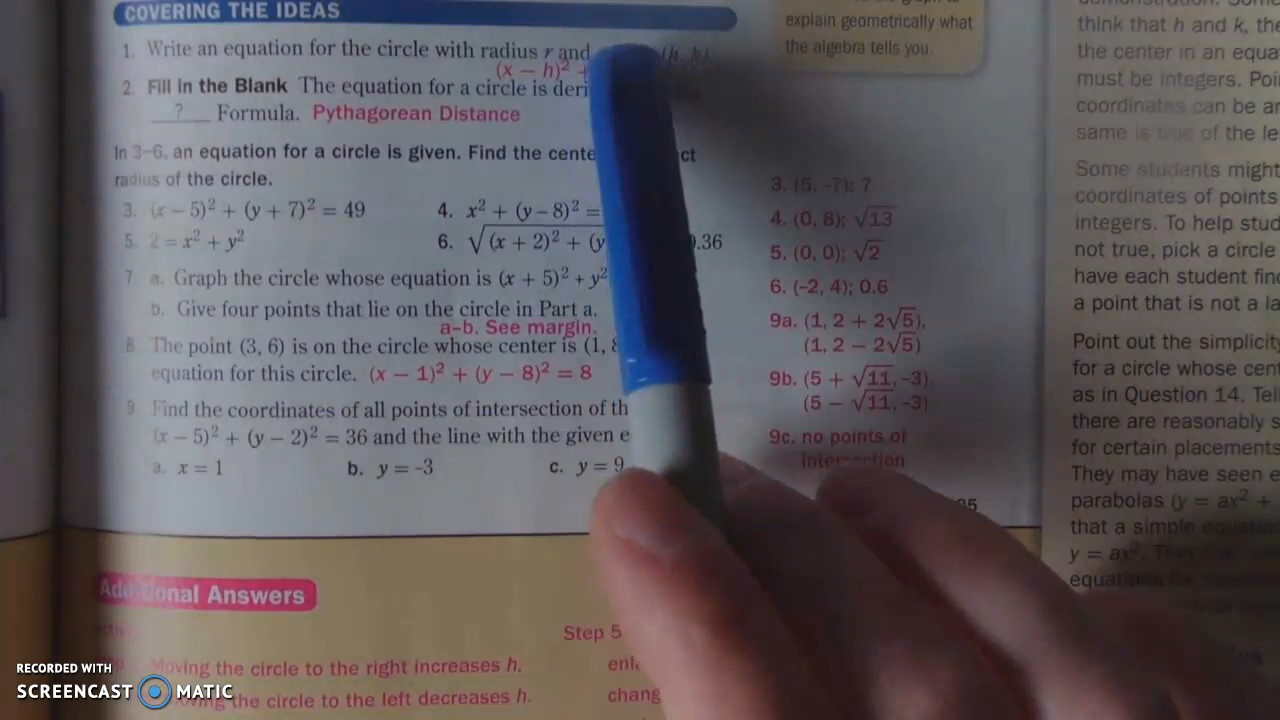 COVERING THE IDEAS
1. Write an equation for the circle with radius r and (h, k).
(x − h)² +
2. Fill in the Blank The equation for a circle is deri
? Formula. Pythagorean Distance
In 3–6, an equation for a circle is given. Find the cente ct
radius of the circle.
3. (x − 5)² + (y + 7)² = 49 4. x² + (y − 8)² =
5. 2 = x² + y² 6. √(x + 2)² + (y .36
7. a. Graph the circle whose equation is (x + 5)² + y²
b. Give four points that lie on the circle in Part a.
a–b. See margin.
8. The point (3, 6) is on the circle whose center is (1, 8
equation for this circle. (x − 1)² + (y − 8)² = 8
9. Find the coordinates of all points of intersection of th
(x − 5)² + (y − 2)² = 36 and the line with the given e
a. x = 1 b. y = −3 c. y = 9
3. (5, -7); 7
4. (0, 8); √13
5. (0, 0); √2
6. (-2, 4); 0.6
9a. (1, 2 + 2√5),
(1, 2 − 2√5)
9b. (5 + √11, -3),
(5 − √11, -3)
9c. no points of
intersection
explain geometrically what
the algebra tells you.
think that h and k, the
the center in an equa
must be integers. Poin
coordinates can be an
same is true of the le
Some students might
coordinates of points
integers. To help stud
not true, pick a circle
have each student find
a point that is not a la
Point out the simplicity
for a circle whose cent
as in Question 14. Tell
there are reasonably s
for certain placements
They may have seen e
parabolas (y = ax² +
that a simple equation
y = ax².
Additional Answers
Step 5
Moving the circle to the right increases h.
Moving the circle to the left decreases h.
chang
RECORDED WITH
SCREENCAST MATIC